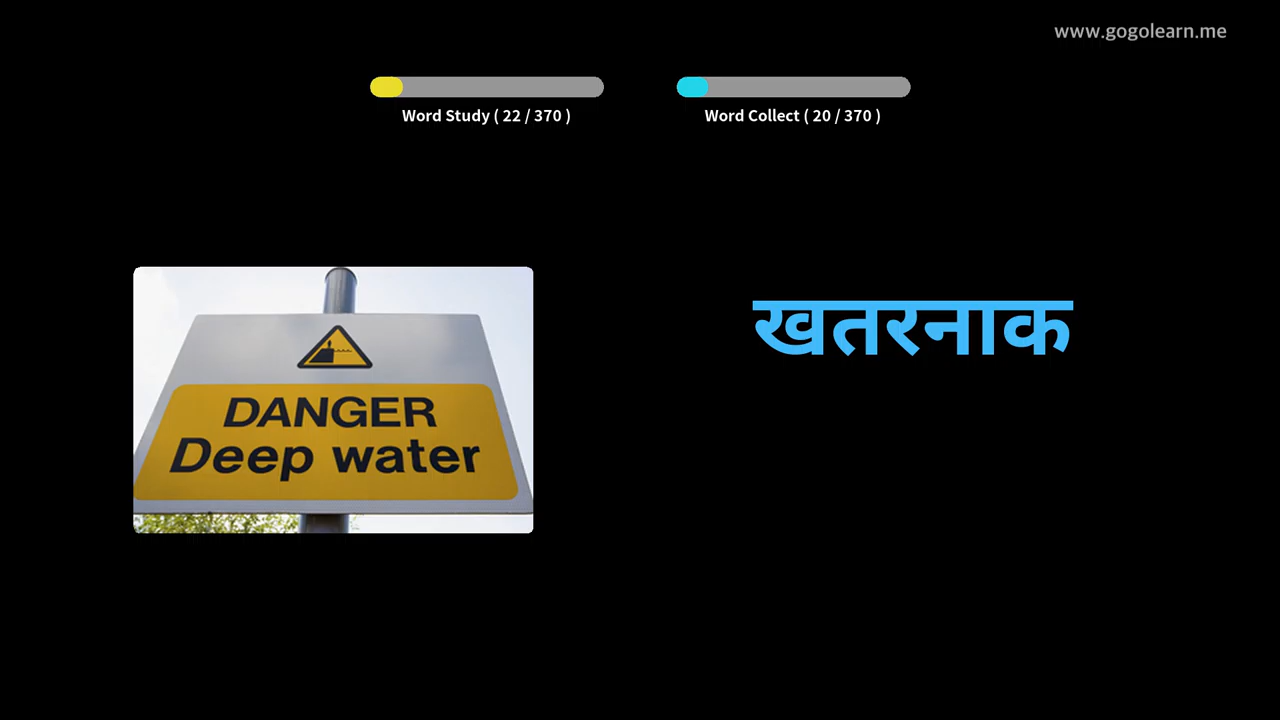 www.gogolearn.me
Word Study ( 22 / 370 )
Word Collect ( 20 / 370 )
DANGER
Deep water
खतरनाक